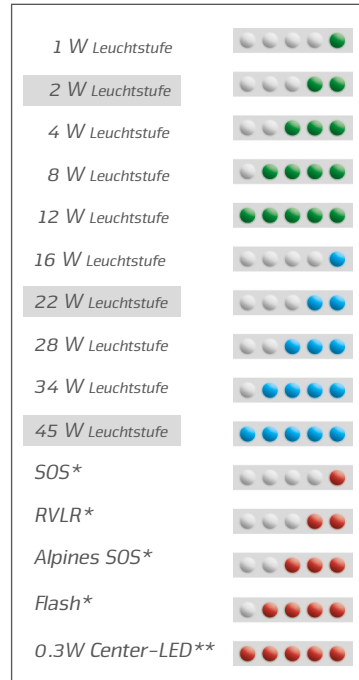 1 W Leuchtstufe
2 W Leuchtstufe
4 W Leuchtstufe
8 W Leuchtstufe
12 W Leuchtstufe
16 W Leuchtstufe
22 W Leuchtstufe
28 W Leuchtstufe
34 W Leuchtstufe
45 W Leuchtstufe
SOS*
RVLR*
Alpines SOS*
Flash*
0.3W Center-LED**